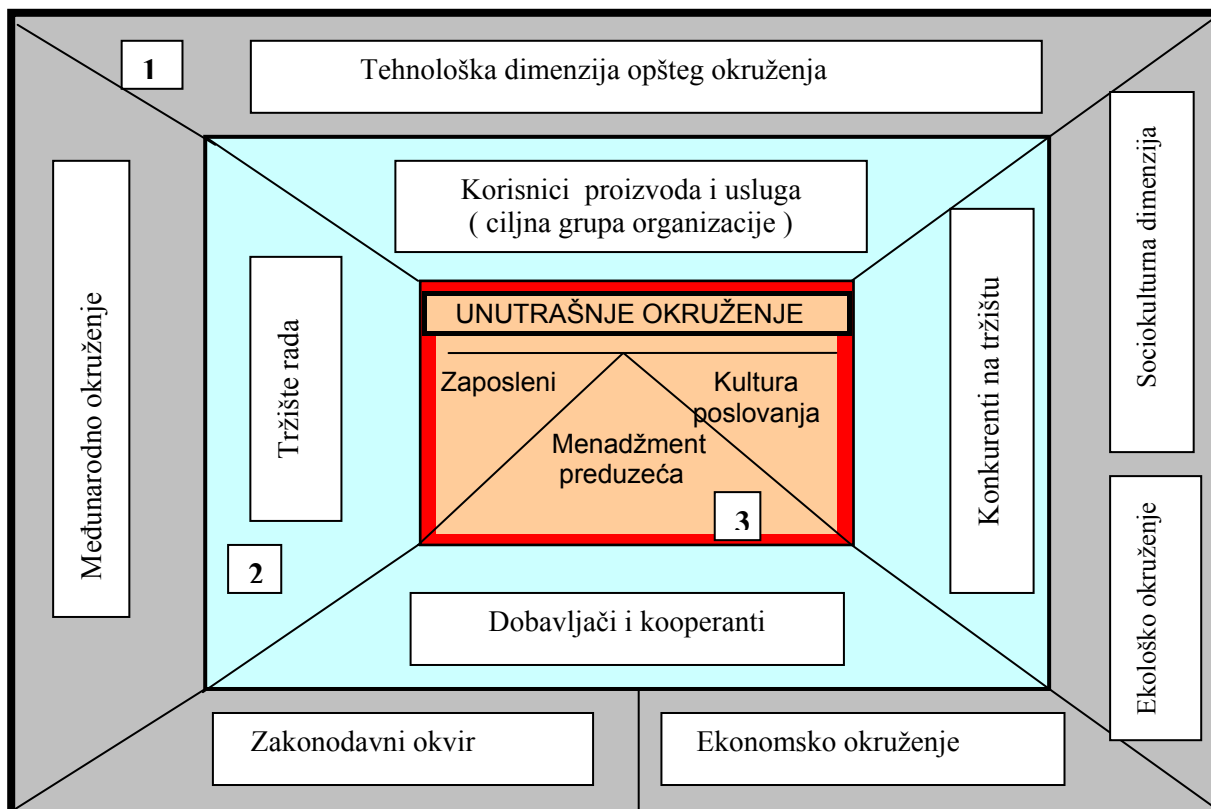 1
Tehnološka dimenzija opšteg okruženja
Međunarodno okruženje
Sociokulturna dimenzija
Ekološko okruženje
Korisnici proizvoda i usluga
( ciljna grupa organizacije )
Tržište rada
Konkurenti na tržištu
UNUTRAŠNJE OKRUŽENJE
Zaposleni
Kultura
poslovanja
Menadžment
preduzeća
3
2
Dobavljači i kooperanti
Zakonodavni okvir
Ekonomsko okruženje